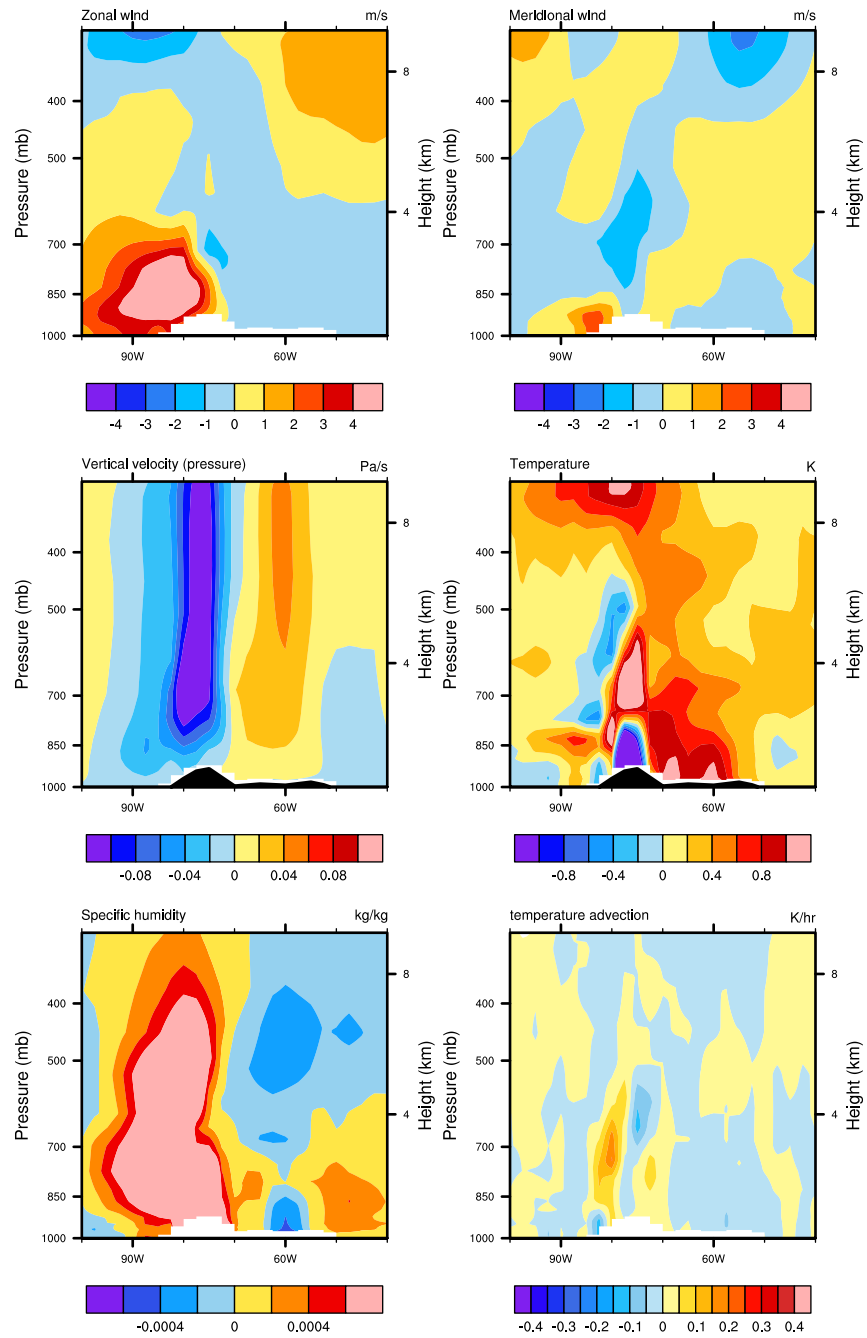 Zonal wind m/s
400
500
700
850
1000
Pressure (mb)
8
4
Height (km)
90W 60W
-4 -3 -2 -1 0 1 2 3 4
Meridional wind m/s
400
500
700
850
1000
Pressure (mb)
8
4
Height (km)
90W 60W
-4 -3 -2 -1 0 1 2 3 4
Vertical velocity (pressure) Pa/s
400
500
700
850
1000
Pressure (mb)
8
4
Height (km)
90W 60W
-0.08 -0.04 0 0.04 0.08
Temperature K
400
500
700
850
1000
Pressure (mb)
8
4
Height (km)
90W 60W
-0.8 -0.4 0 0.4 0.8
Specific humidity kg/kg
400
500
700
850
1000
Pressure (mb)
8
4
Height (km)
90W 60W
-0.0004 0 0.0004
temperature advection K/hr
400
500
700
850
1000
Pressure (mb)
8
4
Height (km)
90W 60W
-0.4 -0.3 -0.2 -0.1 0 0.1 0.2 0.3 0.4